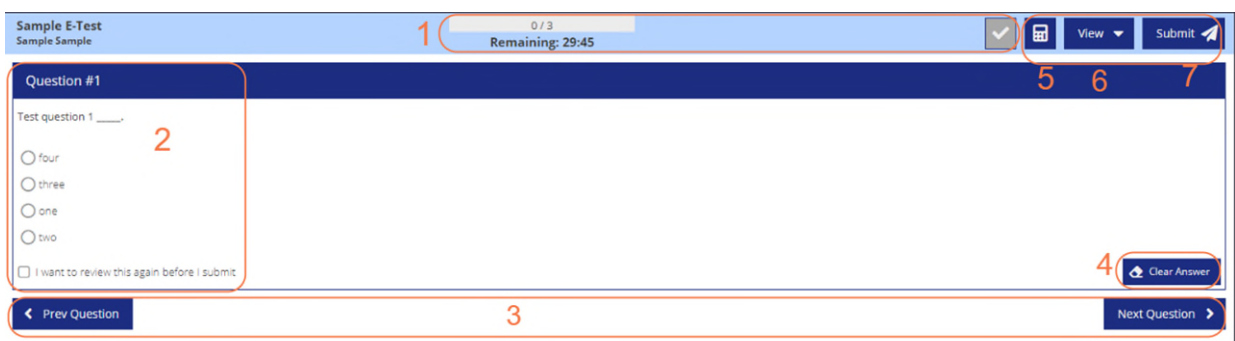 Sample E-Test
Sample Sample
1
0 / 3
Remaining: 29:45
View
Submit
5
6
7
Question #1
Test question 1 _____.
2
four
three
one
two
I want to review this again before I submit
4
Clear Answer
Prev Question
3
Next Question